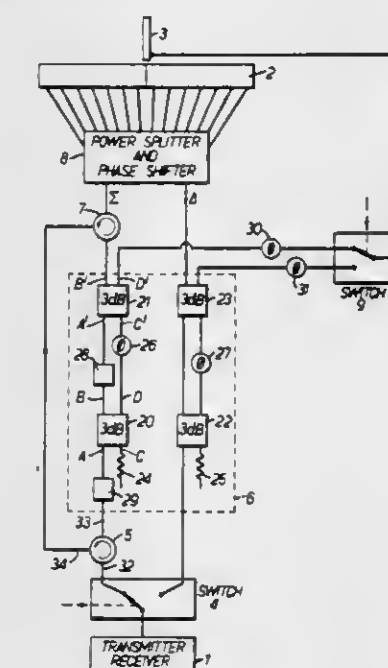 3
2
8
POWER SPLITTER
AND
PHASE SHIFTER
Σ
Δ
7
30
31
SWITCH
9
B'
D'
3dB
21
3dB
23
A'
C'
26
27
28
B
D
3dB
20
3dB
22
A
C
24
25
29
6
33
5
34
32
SWITCH
4
TRANSMITTER
RECEIVER
1